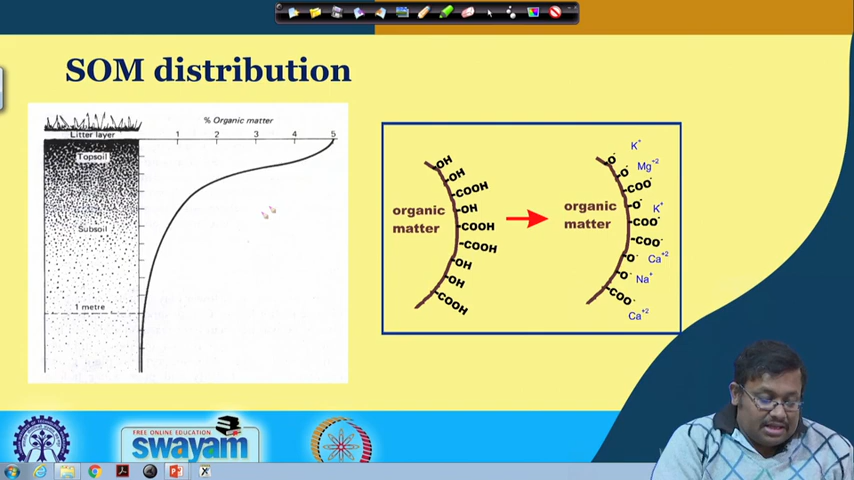 SOM distribution
% Organic matter
1 2 3 4 5
Litter layer
Topsoil
Subsoil
1 metre
organic
matter
OH
OH
COOH
OH
COOH
COOH
OH
OH
COOH
organic
matter
O⁻
O⁻
COO⁻
O⁻
COO⁻
COO⁻
O⁻
O⁻
COO⁻
K⁺
Mg⁺²
K⁺
Ca⁺²
Na⁺
Ca⁺²
FREE ONLINE EDUCATION
swayam